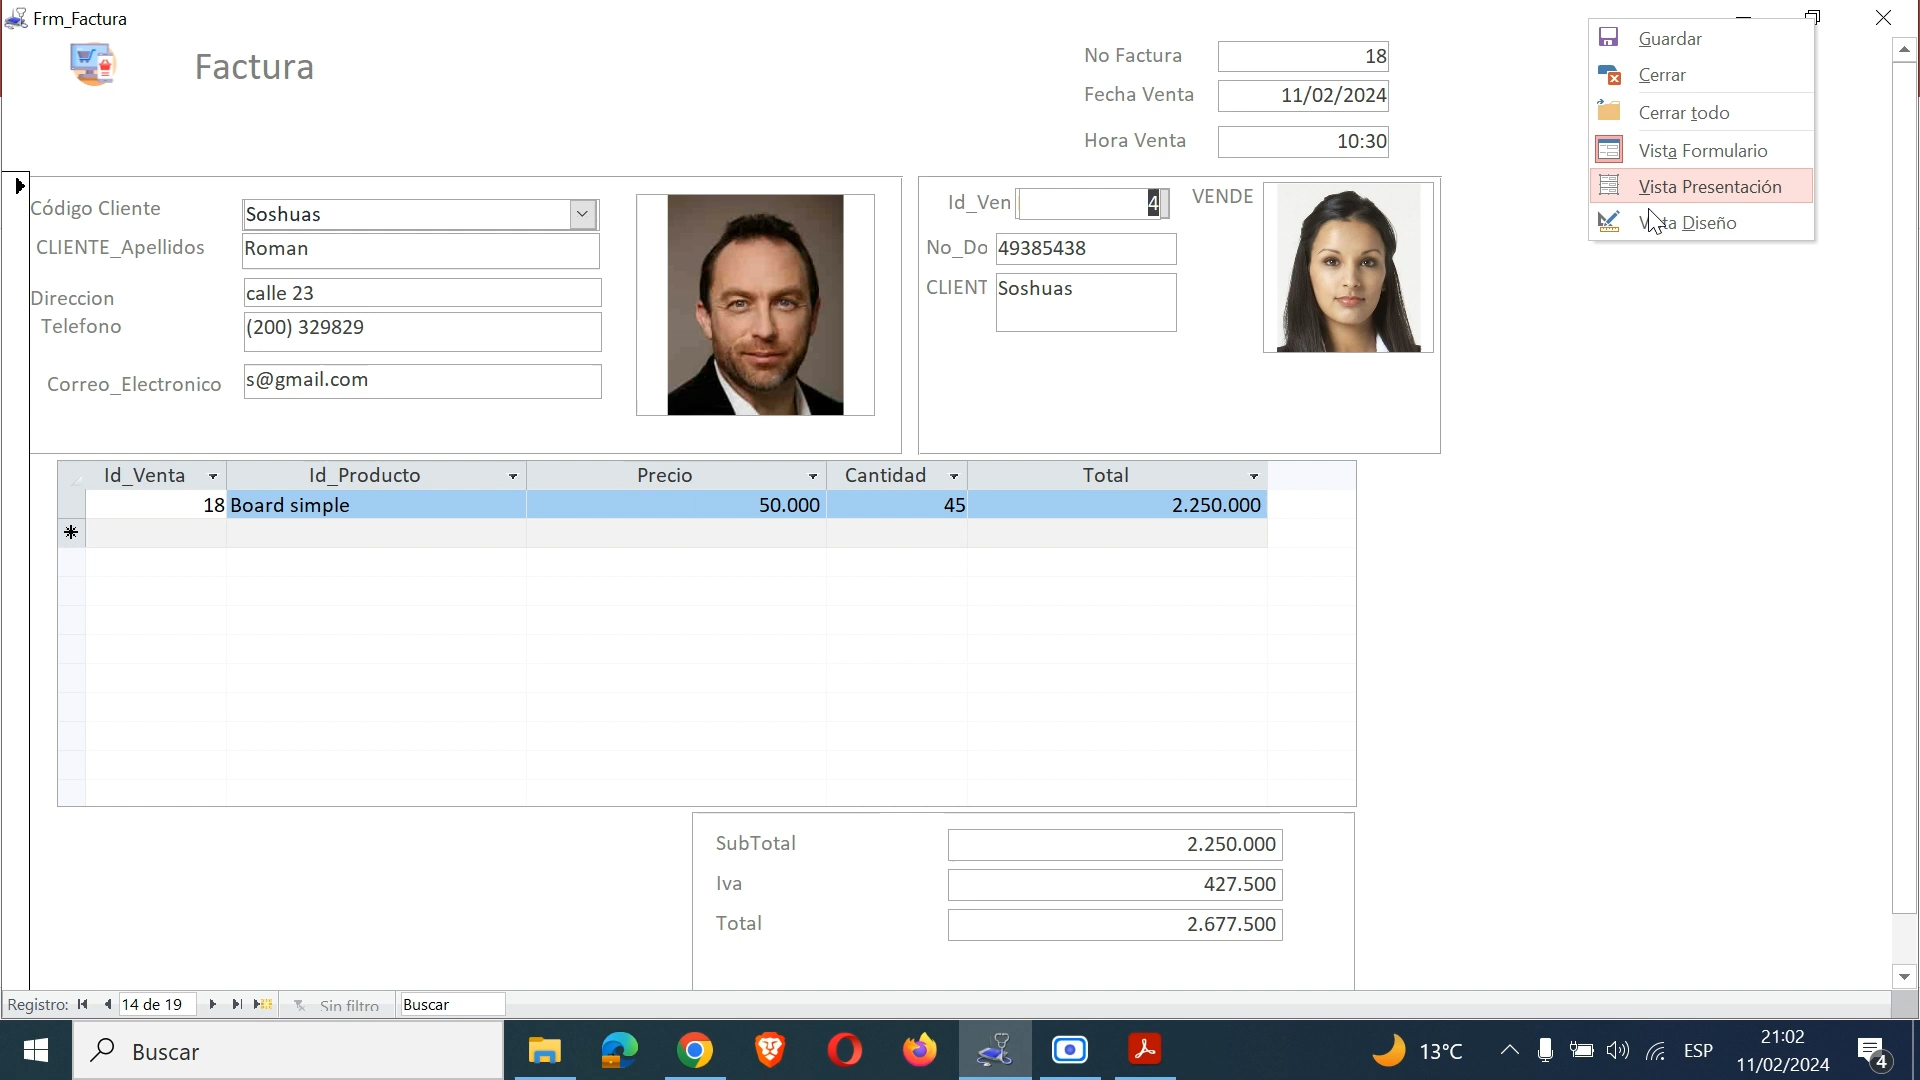 Frm_Factura
Factura
No Factura 18
Fecha Venta 11/02/2024
Hora Venta 10:30
Guardar
Cerrar
Cerrar todo
Vista Formulario
Vista Presentación
Diseño
Código Cliente Soshuas
CLIENTE_Apellidos Roman
Direccion calle 23
Telefono (200) 329829
Correo_Electronico s@gmail.com
Id_Ven 4 VENDE
No_Do 49385438
CLIENT Soshuas
Id_Venta Id_Producto Precio Cantidad Total
18 Board simple 50.000 45 2.250.000
SubTotal 2.250.000
Iva 427.500
Total 2.677.500
Registro: 14 de 19 Sin filtro Buscar
Buscar
13°C ESP 21:02
11/02/2024
4